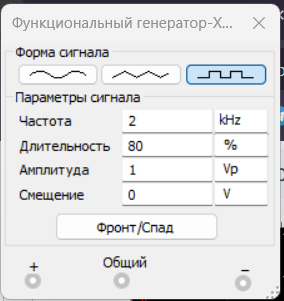 Функциональный генератор-X...
Форма сигнала
Параметры сигнала
Частота 2 kHz
Длительность 80 %
Амплитуда 1 Vp
Смещение 0 V
Фронт/Спад
+ Общий −